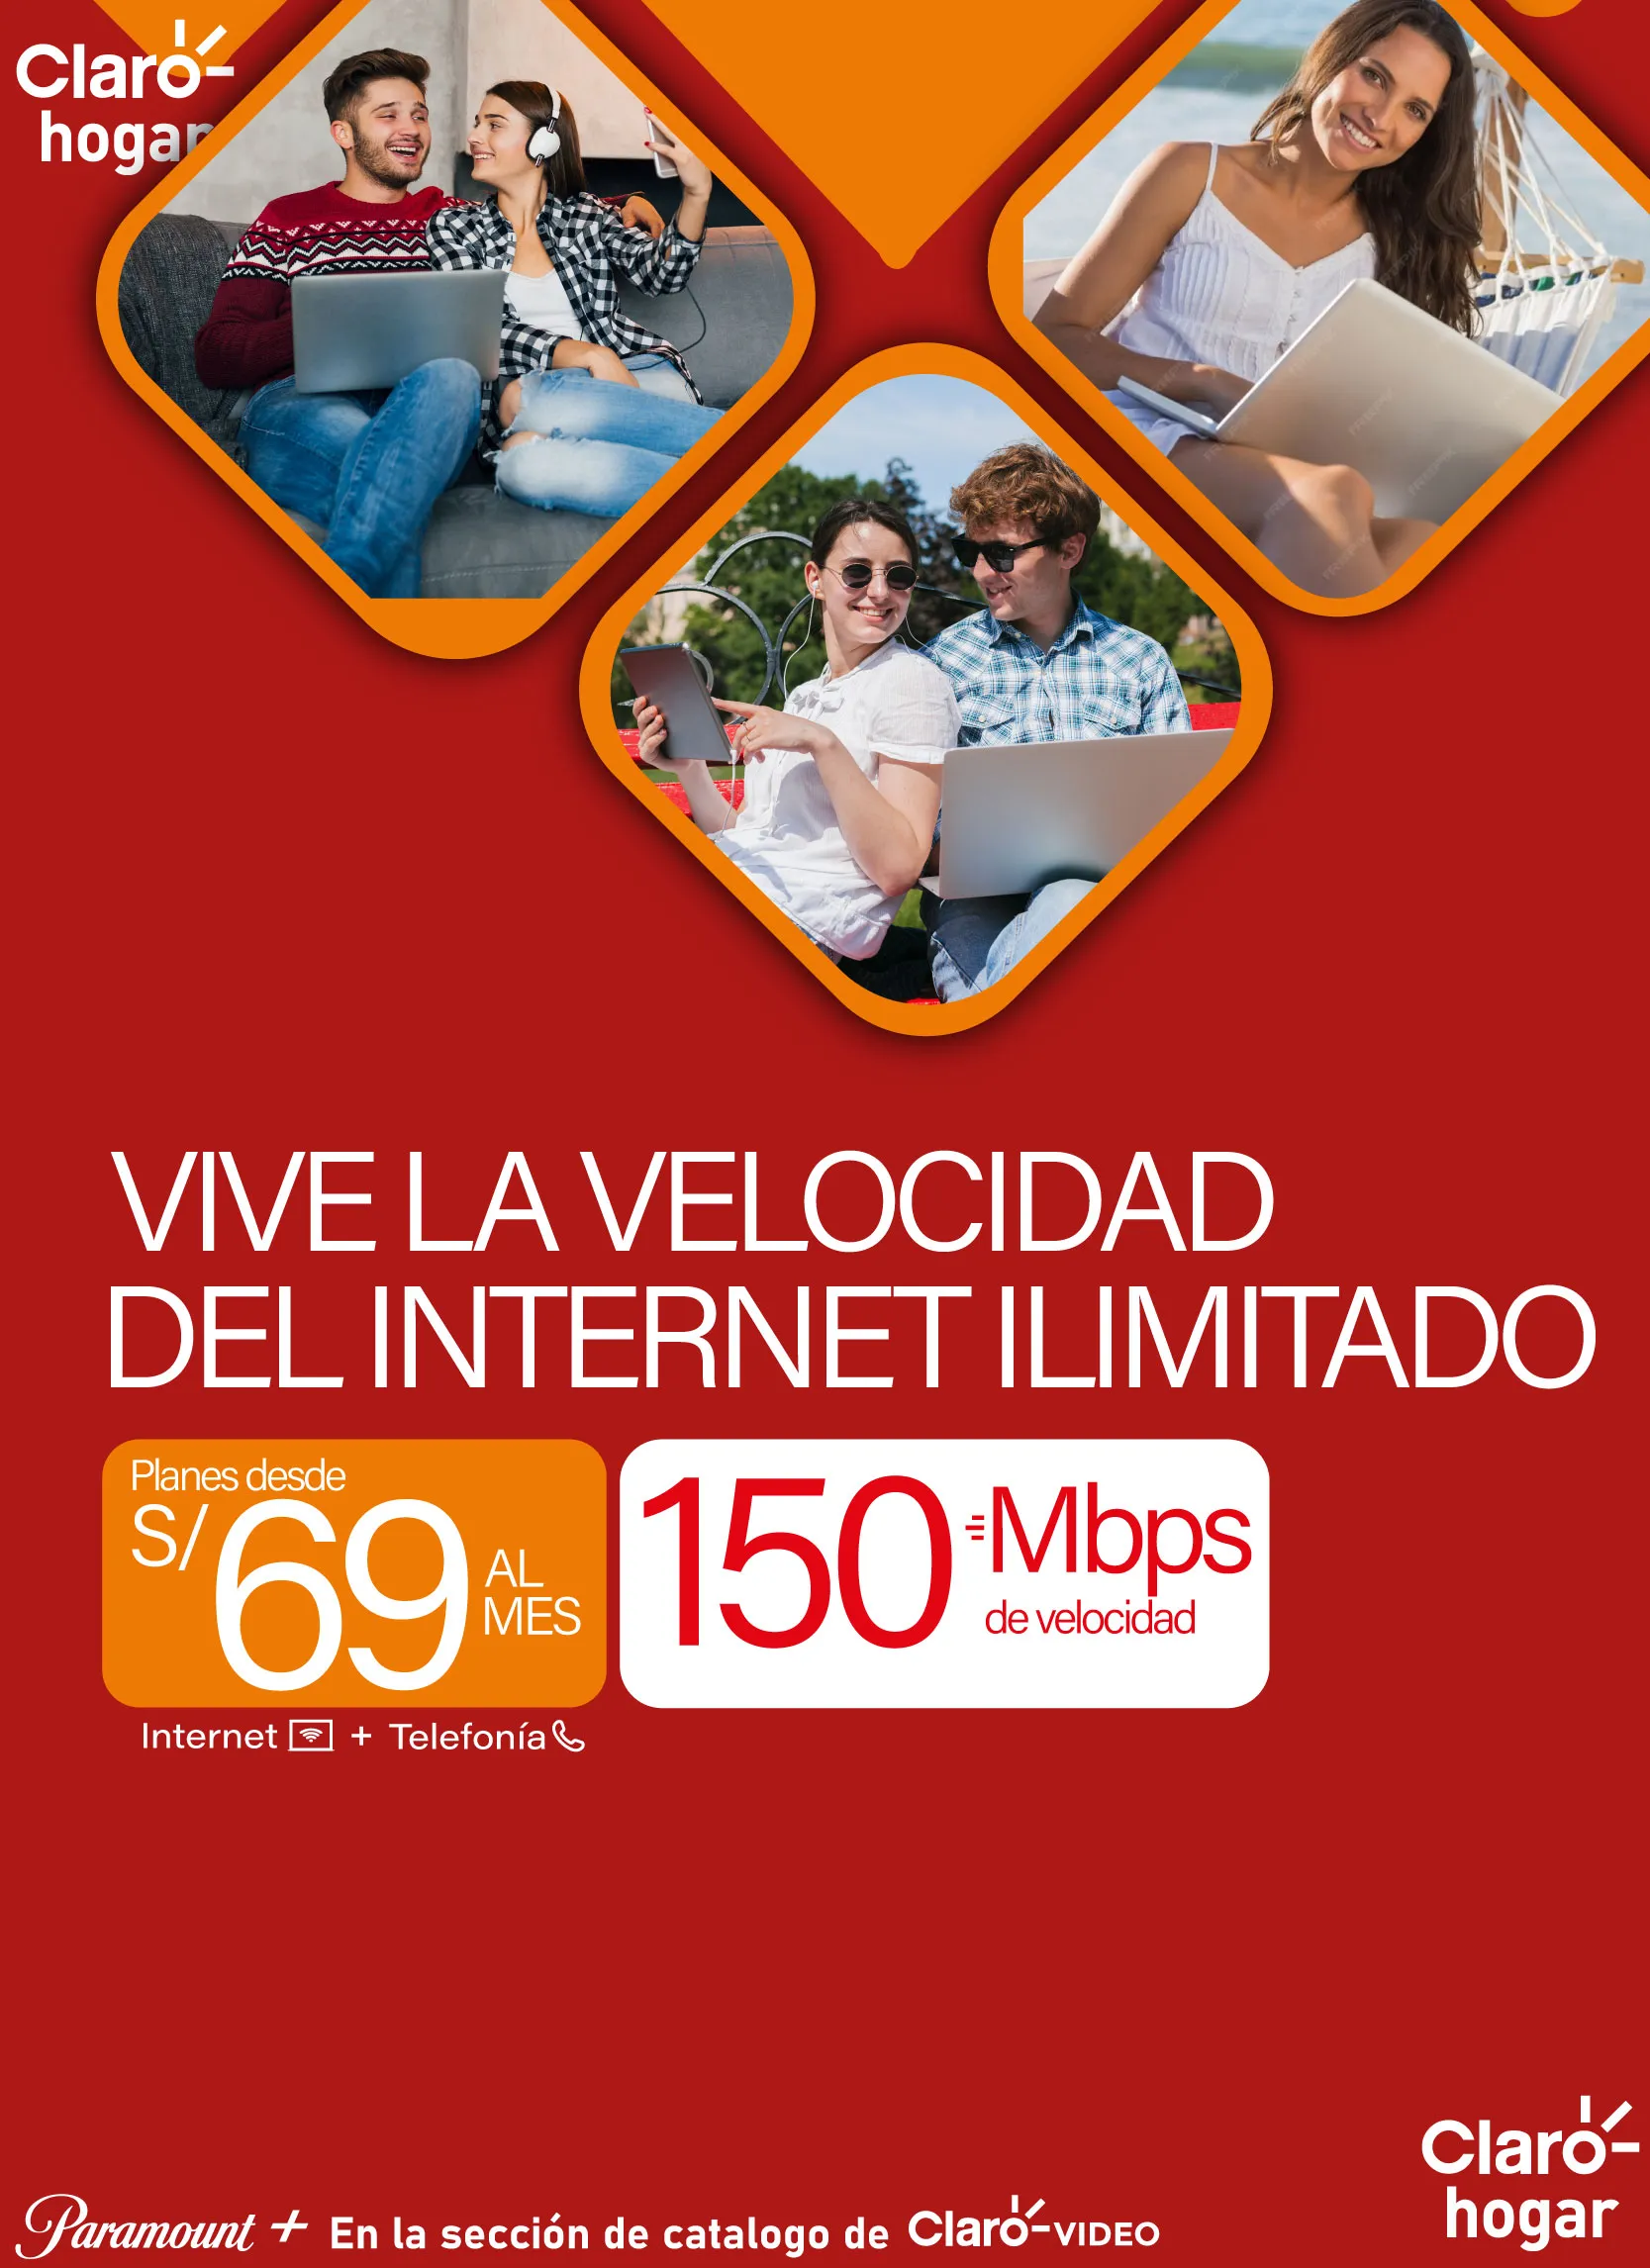 Claro
hogar
VIVE LA VELOCIDAD
DEL INTERNET ILIMITADO
Planes desde
S/69 AL MES
150 Mbps
de velocidad
Internet + Telefonía
Claro
hogar
Paramount + En la sección de catalogo de Claro VIDEO